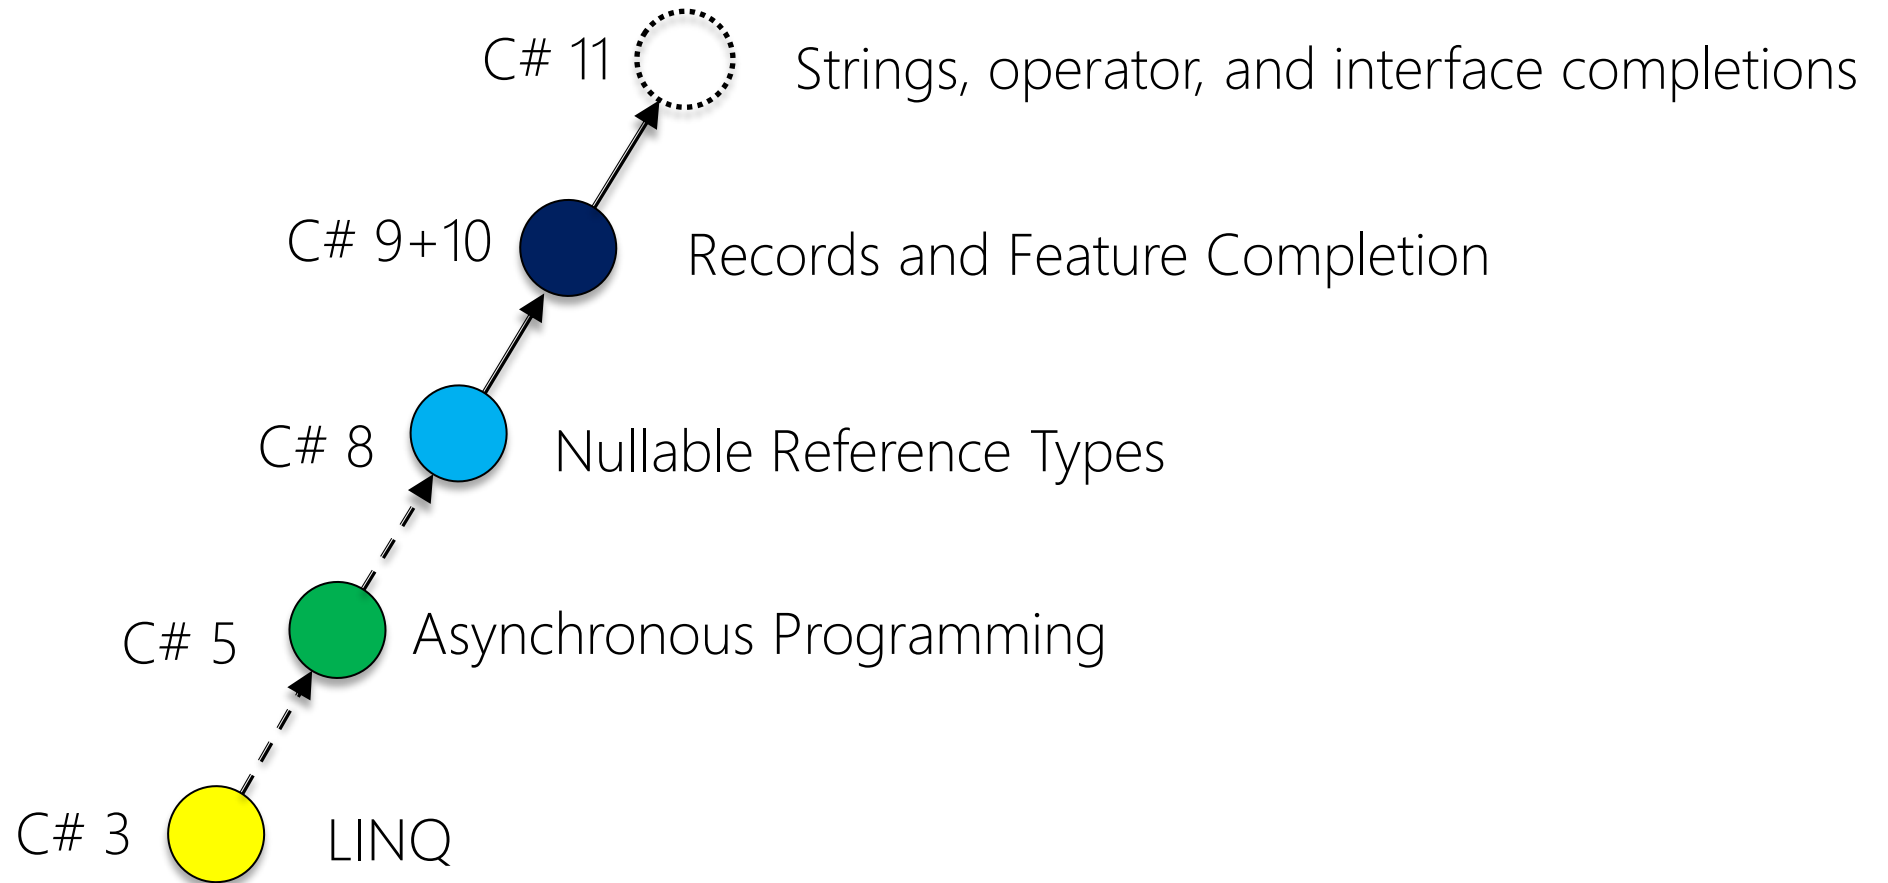 C# 11
Strings, operator, and interface completions
C# 9+10
Records and Feature Completion
C# 8
Nullable Reference Types
C# 5
Asynchronous Programming
C# 3
LINQ